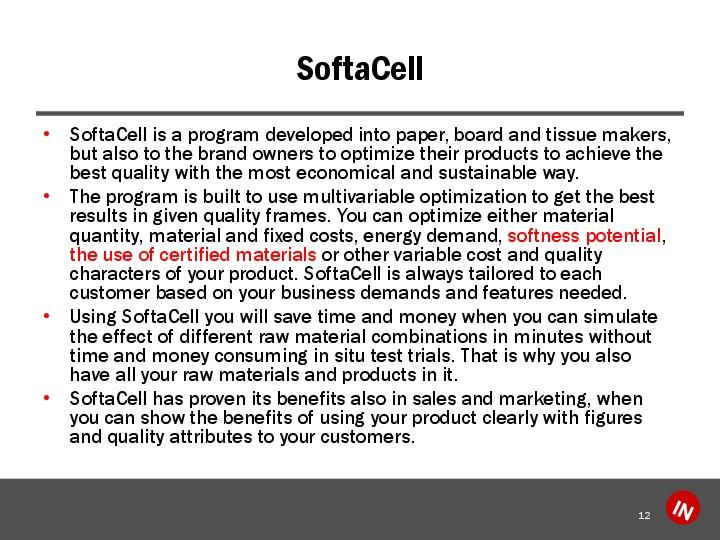 SoftaCell
• SoftaCell is a program developed into paper, board and tissue makers,
but also to the brand owners to optimize their products to achieve the
best quality with the most economical and sustainable way.
• The program is built to use multivariable optimization to get the best
results in given quality frames. You can optimize either material
quantity, material and fixed costs, energy demand, softness potential,
the use of certified materials or other variable cost and quality
characters of your product. SoftaCell is always tailored to each
customer based on your business demands and features needed.
• Using SoftaCell you will save time and money when you can simulate
the effect of different raw material combinations in minutes without
time and money consuming in situ test trials. That is why you also
have all your raw materials and products in it.
• SoftaCell has proven its benefits also in sales and marketing, when
you can show the benefits of using your product clearly with figures
and quality attributes to your customers.
12
IN